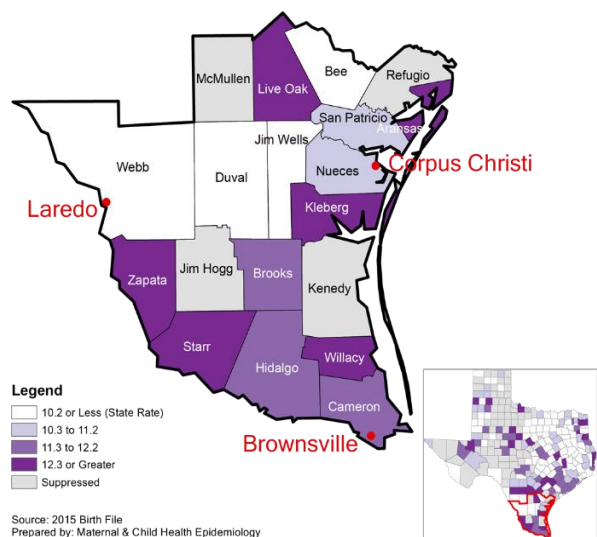 McMullen
Live Oak
Bee
Refugio
San Patricio
Aransas
Jim Wells
Webb
Duval
Nueces
Corpus Christi
Laredo
Kleberg
Zapata
Jim Hogg
Brooks
Kenedy
Starr
Hidalgo
Willacy
Cameron
Brownsville
Legend
10.2 or Less (State Rate)
10.3 to 11.2
11.3 to 12.2
12.3 or Greater
Suppressed
Source: 2015 Birth File
Prepared by: Maternal & Child Health Epidemiology